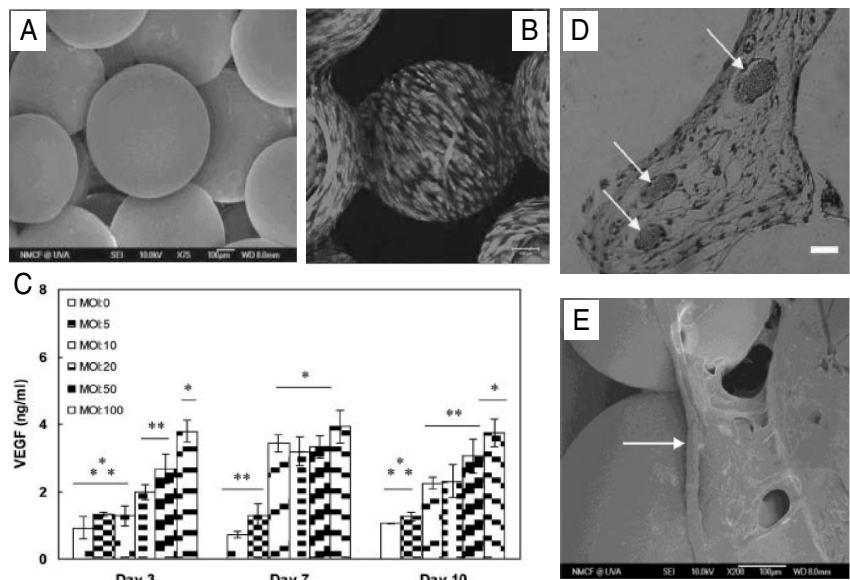 A
NMCF @ UVA SEI 10.0kV X75 100μm WD 8.0mm
B
C
VEGF (ng/ml)
8
6
4
2
0
MOI:0
MOI:5
MOI:10
MOI:20
MOI:50
MOI:100
*
* *
**
*
**
*
*
* *
**
*
Day 3
Day 7
Day 10
D
E
NMCF @ UVA SEI 10.0kV X200 100μm WD 8.0mm